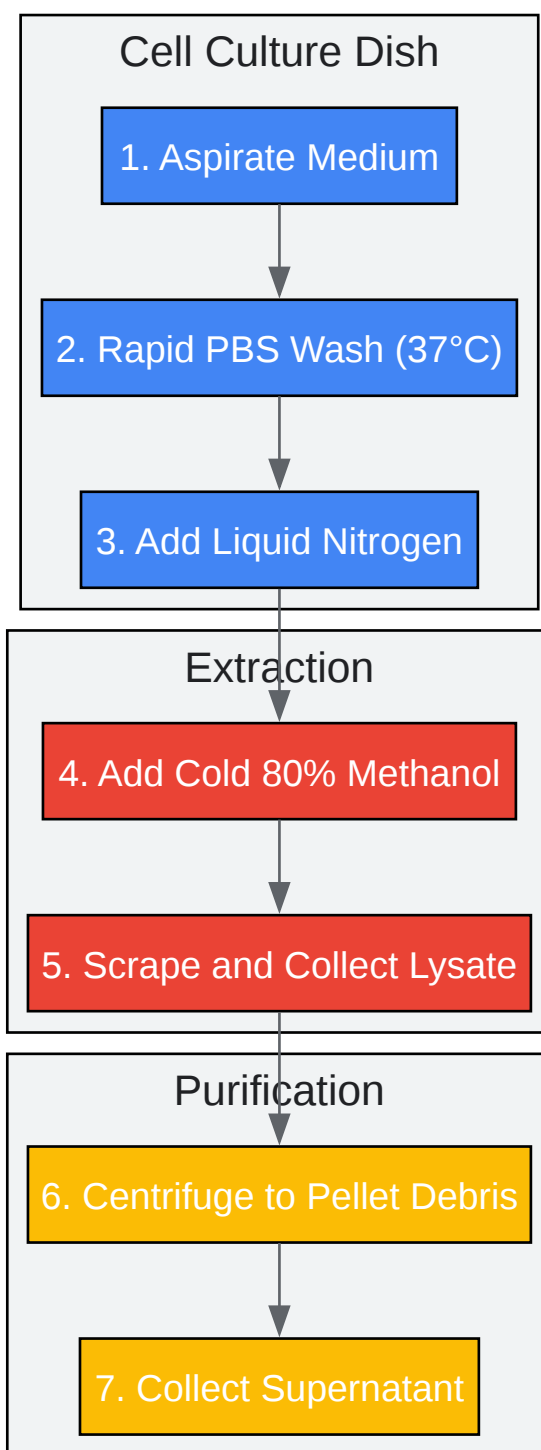 Cell Culture Dish
1. Aspirate Medium
2. Rapid PBS Wash (37°C)
3. Add Liquid Nitrogen
Extraction
4. Add Cold 80% Methanol
5. Scrape and Collect Lysate
Purification
6. Centrifuge to Pellet Debris
7. Collect Supernatant